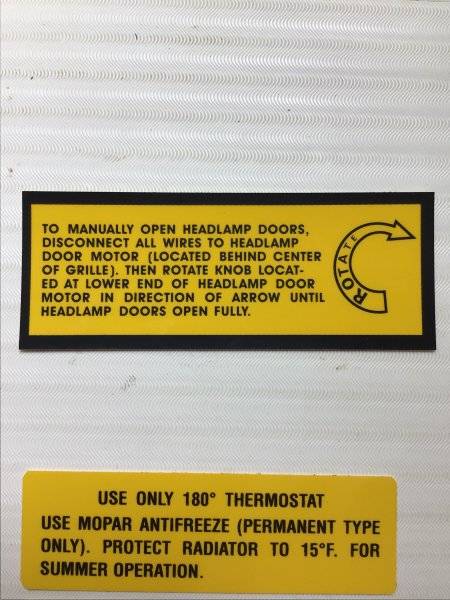 TO MANUALLY OPEN HEADLAMP DOORS,
DISCONNECT ALL WIRES TO HEADLAMP
DOOR MOTOR (LOCATED BEHIND CENTER
OF GRILLE). THEN ROTATE KNOB LOCAT-
ED AT LOWER END OF HEADLAMP DOOR
MOTOR IN DIRECTION OF ARROW UNTIL
HEADLAMP DOORS OPEN FULLY.
ROTATE
USE ONLY 180° THERMOSTAT
USE MOPAR ANTIFREEZE (PERMANENT TYPE
ONLY). PROTECT RADIATOR TO 15°F. FOR
SUMMER OPERATION.